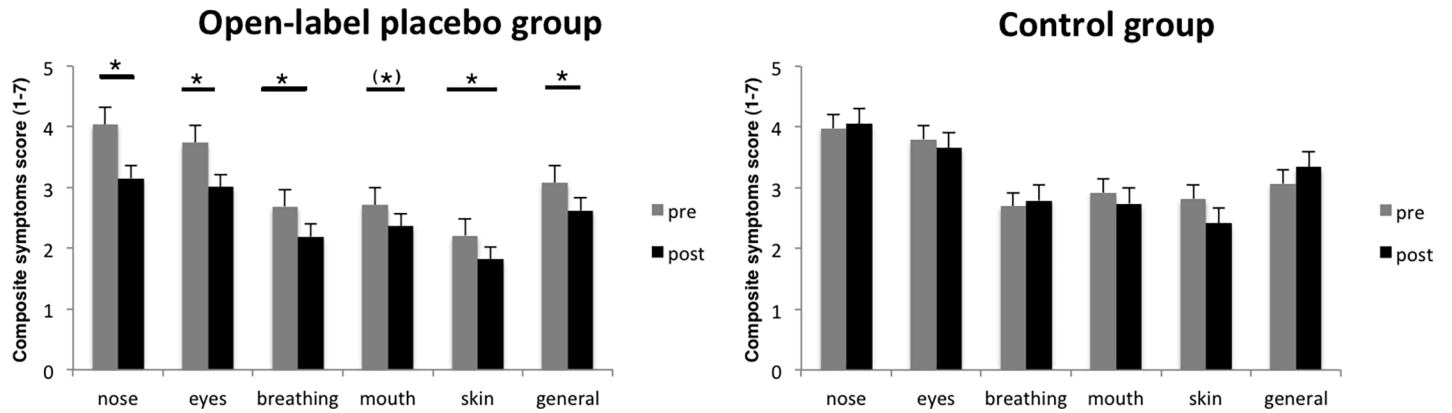 Open-label placebo group
Composite symptoms score (1-7)
5
4
3
2
1
0
* * * (*) * *
nose eyes breathing mouth skin general
pre
post
Control group
Composite symptoms score (1-7)
5
4
3
2
1
0
nose eyes breathing mouth skin general
pre
post